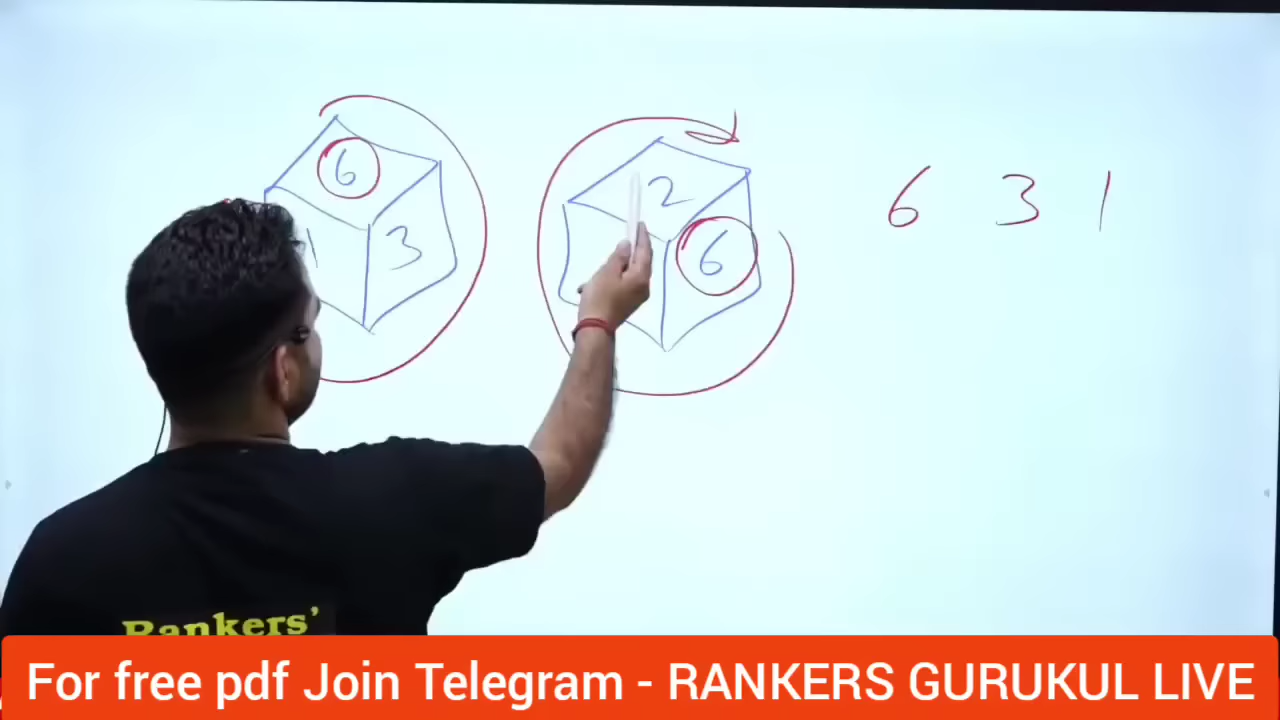 6
1 3
2
6
6 3 1
Rankers’
For free pdf Join Telegram - RANKERS GURUKUL LIVE